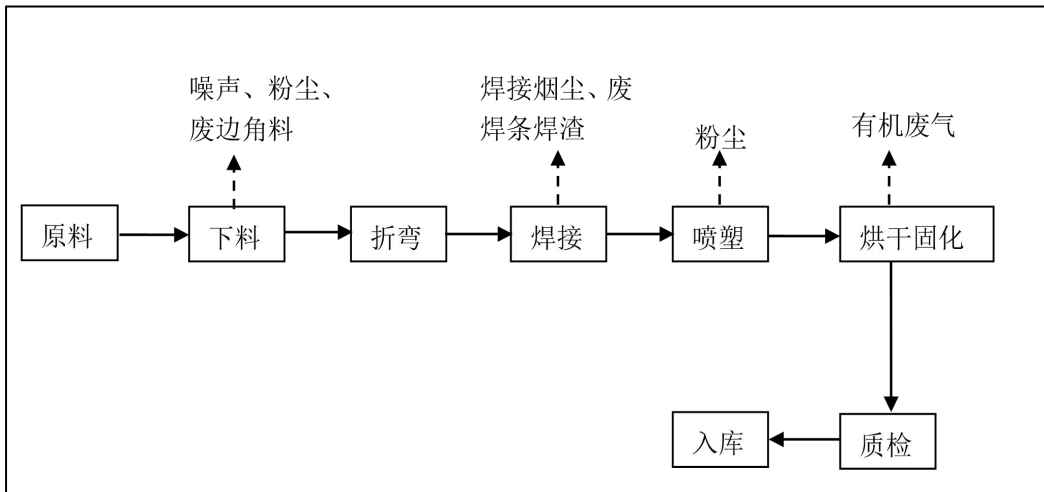 噪声、粉尘、
废边角料
焊接烟尘、废
焊条焊渣
粉尘
有机废气
原料
下料
折弯
焊接
喷塑
烘干固化
入库
质检